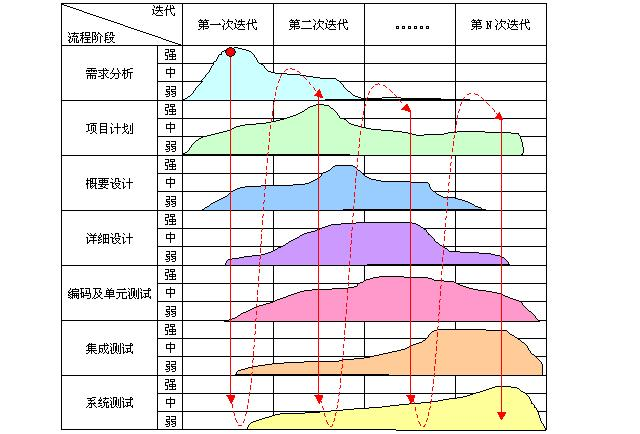 迭代
流程阶段
第一次迭代
第二次迭代
······
第N次迭代
需求分析
强
中
弱
项目计划
强
中
弱
概要设计
强
中
弱
详细设计
强
中
弱
编码及单元测试
强
中
弱
集成测试
强
中
弱
系统测试
强
中
弱